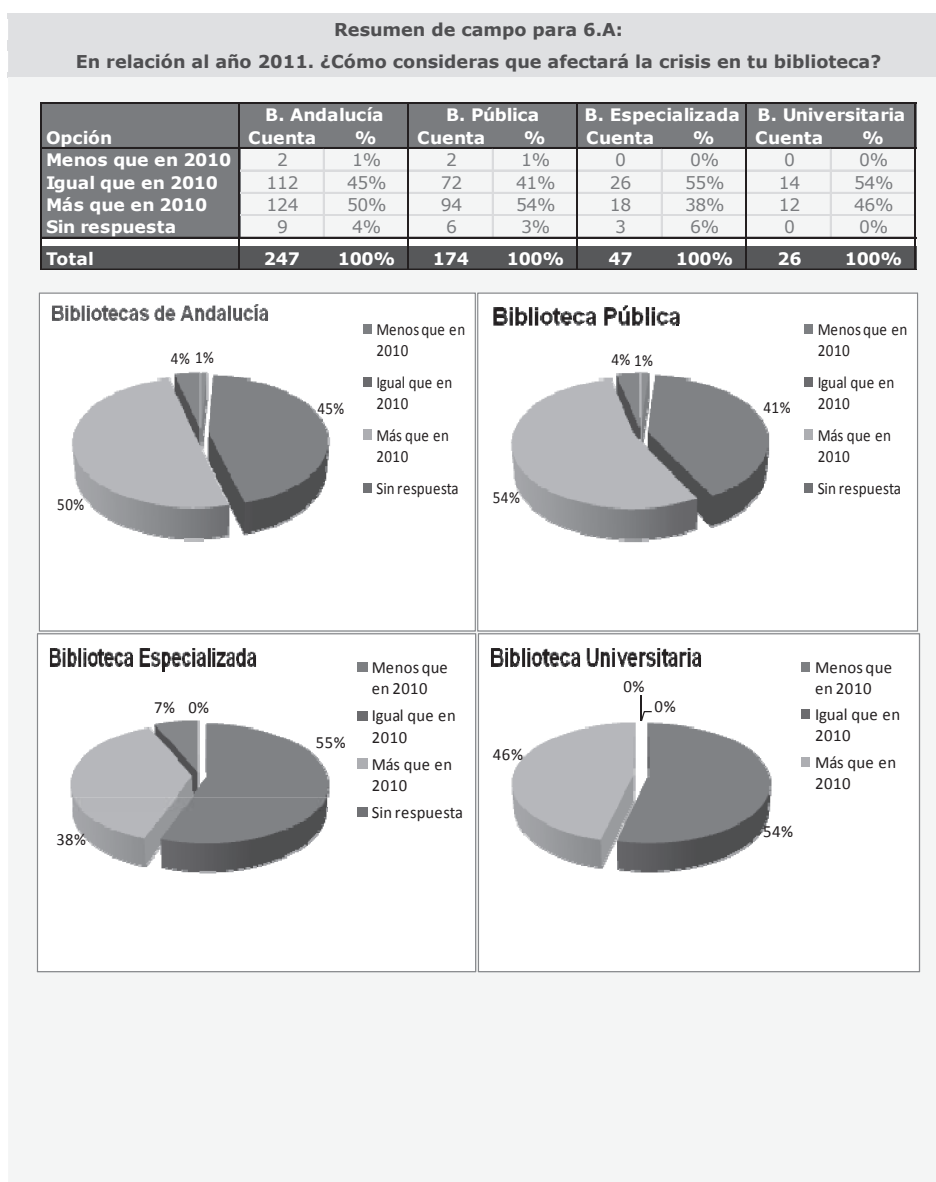 Resumen de campo para 6.A:
En relación al año 2011. ¿Cómo consideras que afectará la crisis en tu biblioteca?
B. Andalucía B. Pública B. Especializada B. Universitaria
Opción Cuenta % Cuenta % Cuenta % Cuenta %
Menos que en 2010 2 1% 2 1% 0 0% 0 0%
Igual que en 2010 112 45% 72 41% 26 55% 14 54%
Más que en 2010 124 50% 94 54% 18 38% 12 46%
Sin respuesta 9 4% 6 3% 3 6% 0 0%
Total 247 100% 174 100% 47 100% 26 100%
Bibliotecas de Andalucía
4% 1%
45%
50%
Menos que en
2010
Igual que en
2010
Más que en
2010
Sin respuesta
Biblioteca Pública
4% 1%
41%
54%
Menos que en
2010
Igual que en
2010
Más que en
2010
Sin respuesta
Biblioteca Especializada
7% 0%
55%
38%
Menos que
en 2010
Igual que en
2010
Más que en
2010
Sin respuesta
Biblioteca Universitaria
0%
0%
46%
54%
Menos que
en 2010
Igual que en
2010
Más que en
2010